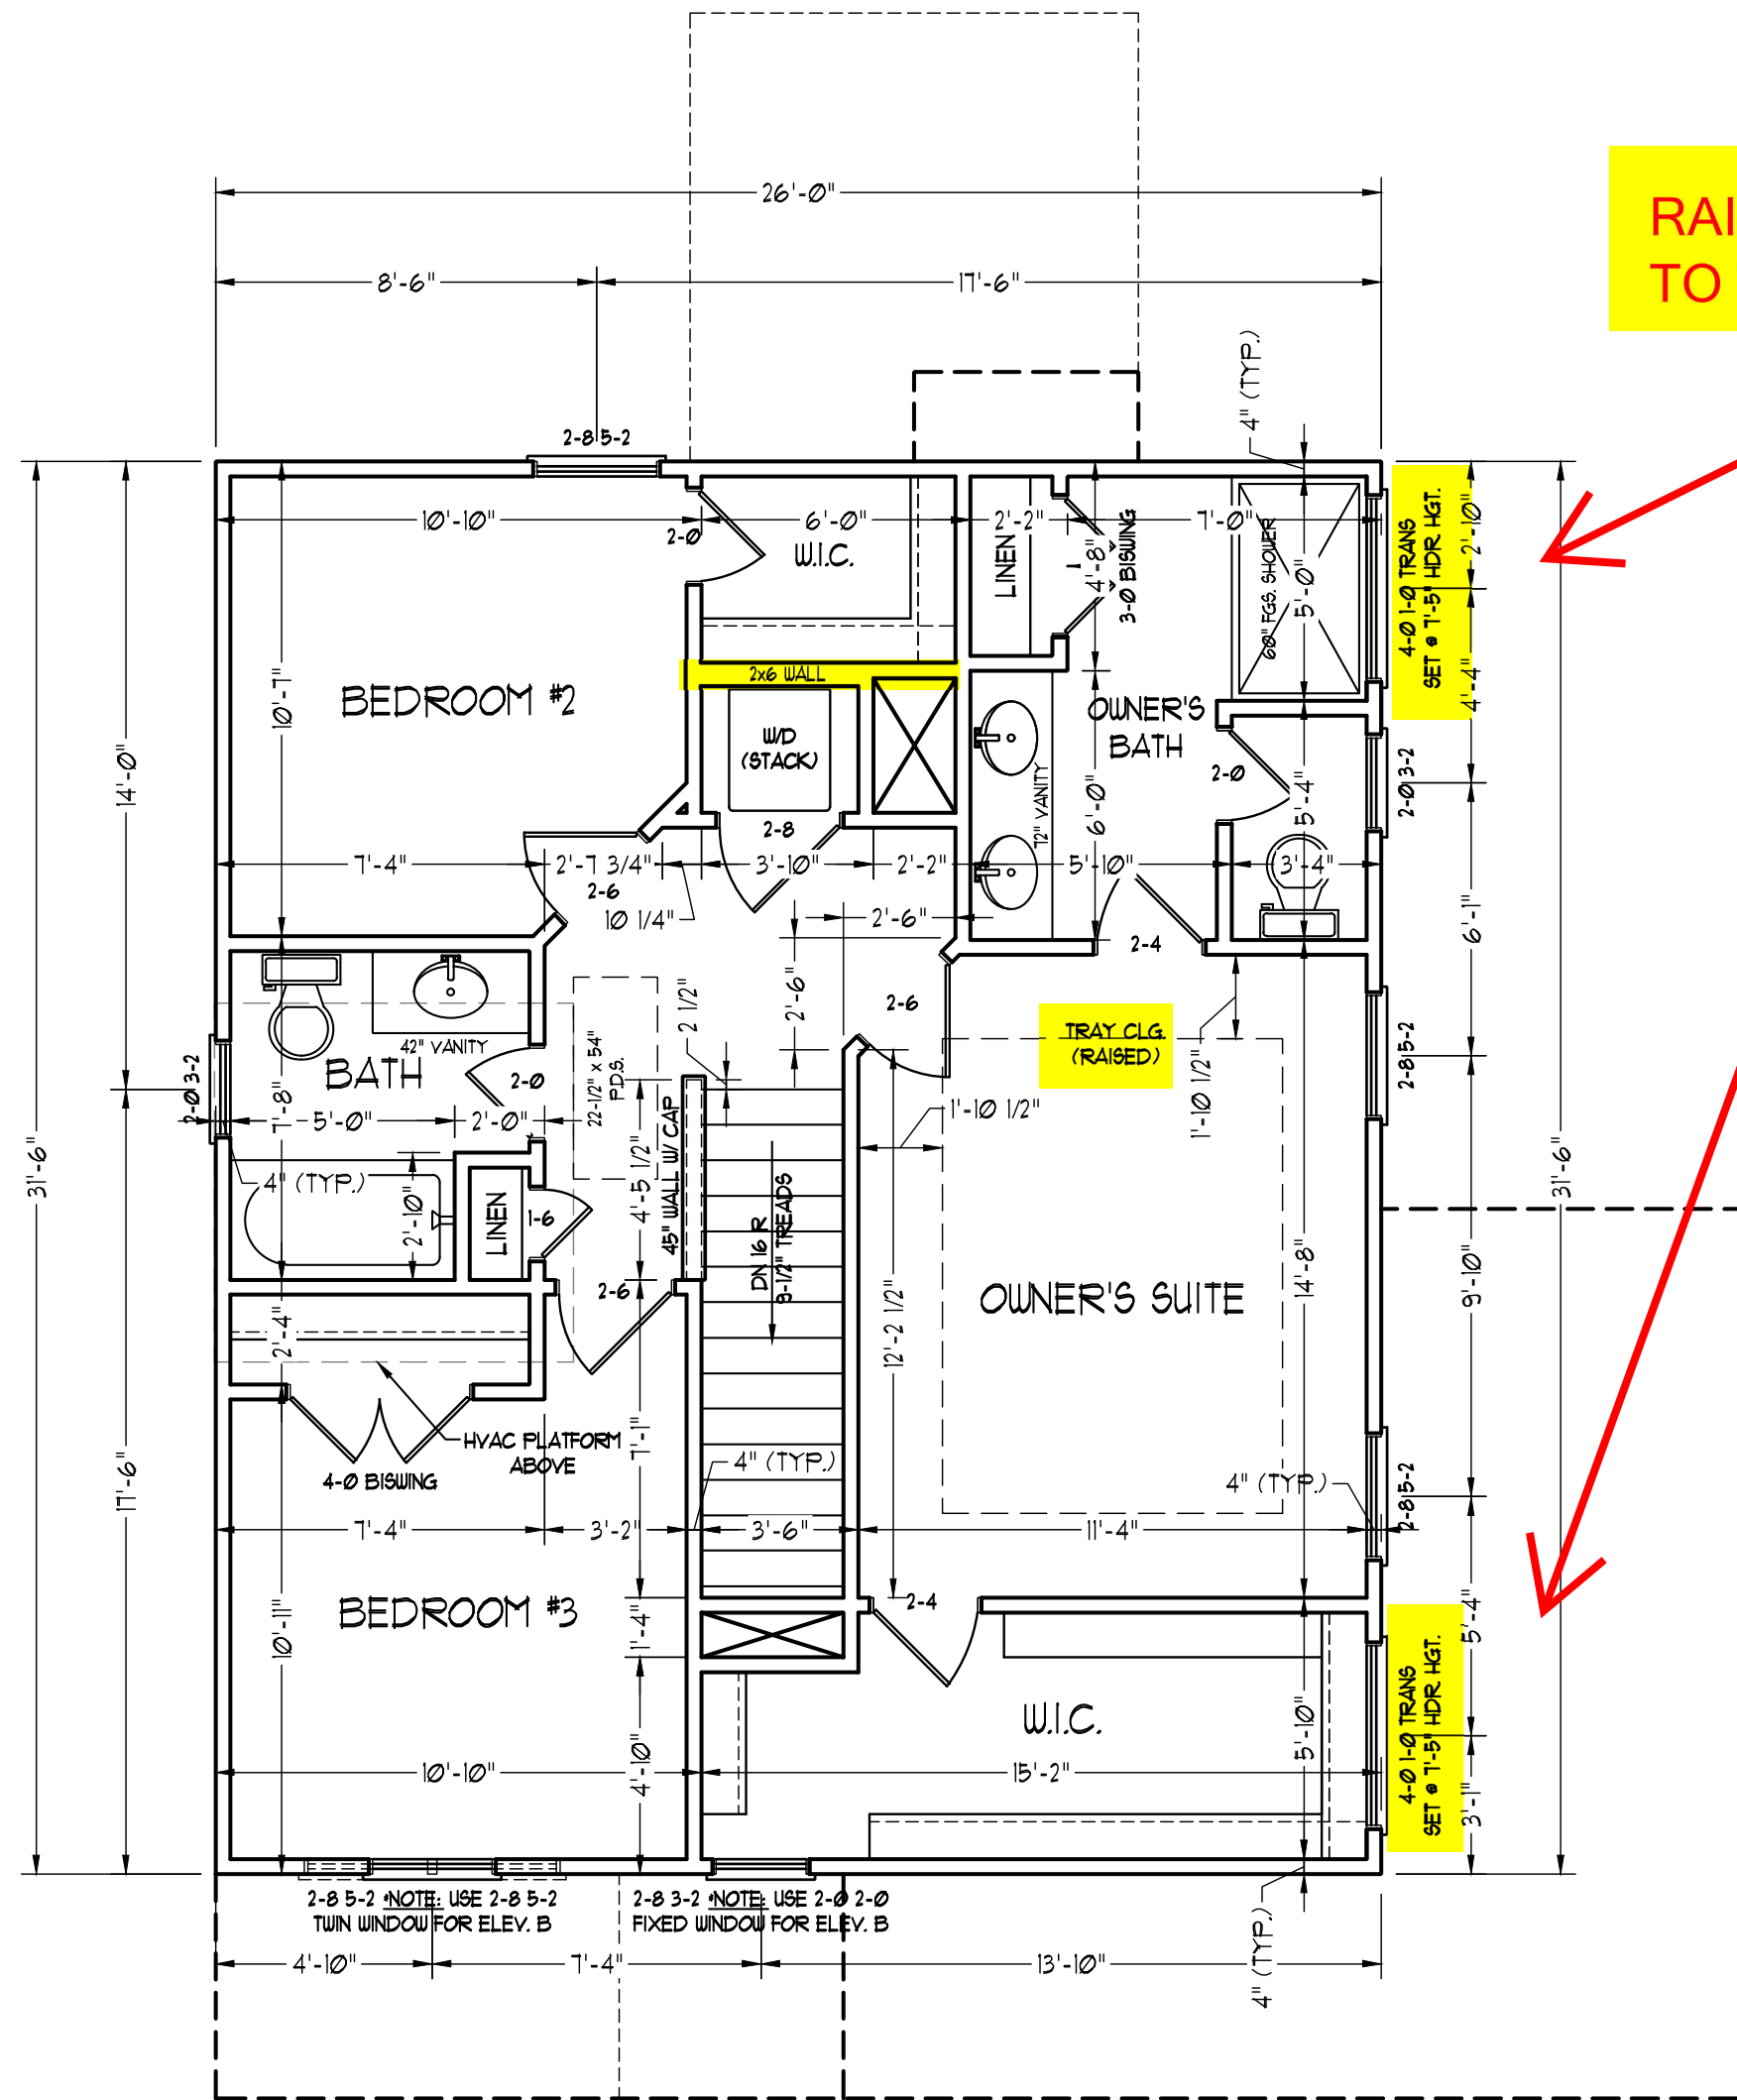 26'-0"
RAI
TO
8'-6"
17'-6"
4" (TYP.)
2-8 5-2
10'-10"
2-0
6'-0"
W.I.C.
2'-2"
LINEN
4'-8"
3-0 BISWING
7'-0"
60" FGS. SHOWER
5'-0"
4-0 1-0 TRANS
SET @ 7'-5" HDR HGT.
2'-10"
4'-4"
10'-7"
BEDROOM #2
2x6 WALL
W/D
(STACK)
2-8
OWNER'S
BATH
72" VANITY
6'-0"
2-0
5'-4"
2-0 3-2
14'-0"
7'-4"
2'-7 3/4"
2-6
10 1/4"
3'-10"
2'-2"
5'-10"
3'-4"
2'-6"
2-4
6'-1"
2'-6"
2-6
2 1/2"
42" VANITY
BATH
2-0
22-1/2" x 54"
P.D.S.
TRAY CLG.
(RAISED)
1'-10 1/2"
1'-10 1/2"
2-8 5-2
2-0 3-2
7'-8"
5'-0"
2'-0"
4" (TYP.)
2'-10"
LINEN
1-6
4'-5 1/2"
45" WALL W/ CAP
DN 16 R
9-1/2" TREADS
31'-6"
31'-6"
2-6
2'-4"
12'-2 1/2"
OWNER'S SUITE
14'-8"
9'-10"
HVAC PLATFORM
ABOVE
4-0 BISWING
7'-1"
4" (TYP.)
4" (TYP.)
2-8 5-2
17'-6"
7'-4"
3'-2"
3'-6"
11'-4"
BEDROOM #3
10'-11"
1'-4"
2-4
5'-4"
4-0 1-0 TRANS
SET @ 7'-5" HDR HGT.
W.I.C.
5'-10"
10'-10"
4'-10"
15'-2"
3'-1"
2-8 5-2 *NOTE: USE 2-8 5-2
TWIN WINDOW FOR ELEV. B
2-8 3-2 *NOTE: USE 2-0 2-0
FIXED WINDOW FOR ELEV. B
4" (TYP.)
4'-10"
7'-4"
13'-10"